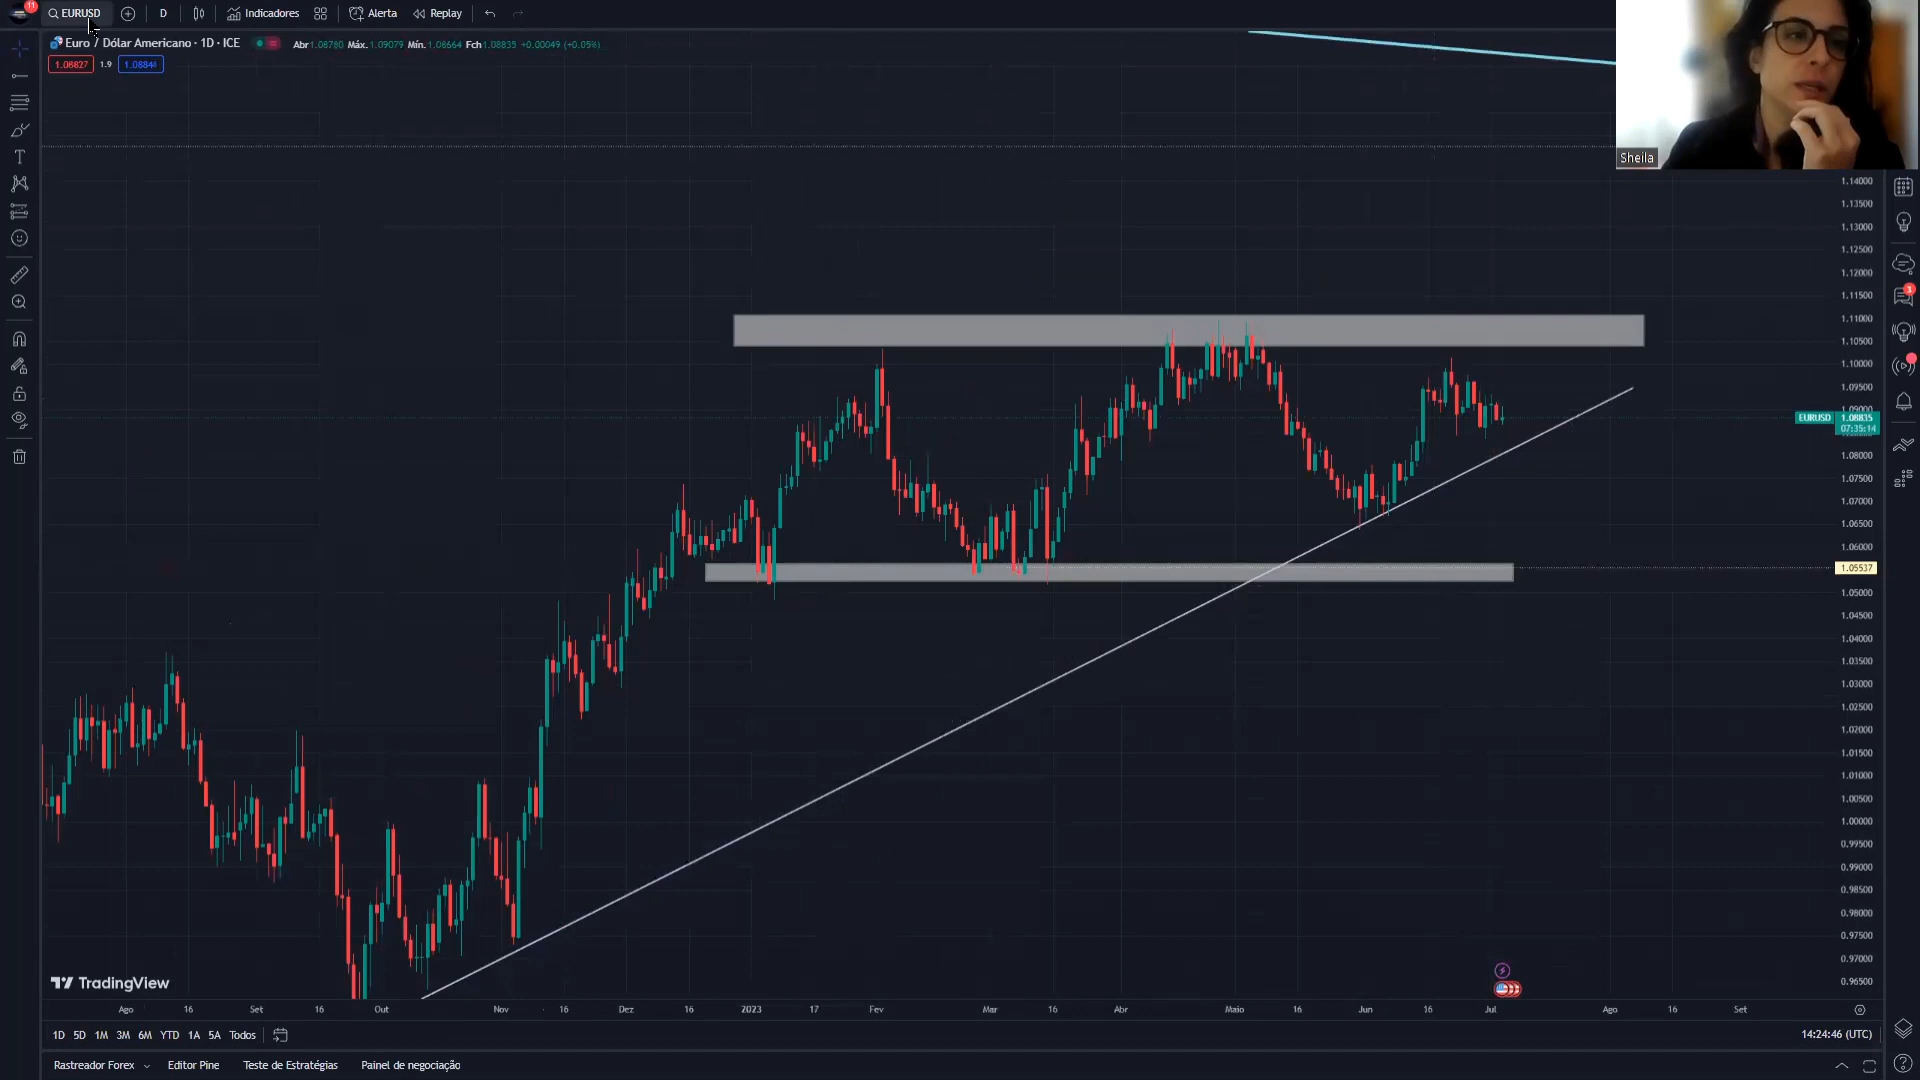 11
EURUSD
D
Indicadores
Alerta
Replay
Euro / Dólar Americano · 1D · ICE
Abr1.08780 Máx.1.09079 Mín.1.08664 Fch1.08835 +0.00049 (+0.05%)
1.08827 1.9 1.0884
Sheila
1.14000
1.13500
1.13000
1.12500
1.12000
1.11500
1.11000
1.10500
1.10000
1.09500
1.09000
EURUSD 1.08835
07:35:14
1.08000
1.07500
1.07000
1.06500
1.06000
1.05537
1.05000
1.04500
1.04000
1.03500
1.03000
1.02500
1.02000
1.01500
1.01000
1.00500
1.00000
0.99500
0.99000
0.98500
0.98000
0.97500
0.97000
0.96500
3
TradingView
Ago 16 Set 16 Out Nov 16 Dez 16 2023 17 Fev Mar 16 Abr Maio 16 Jun 16 Jul Ago 16 Set
1D 5D 1M 3M 6M YTD 1A 5A Todos
14:24:46 (UTC)
Rastreador Forex Editor Pine Teste de Estratégias Painel de negociação